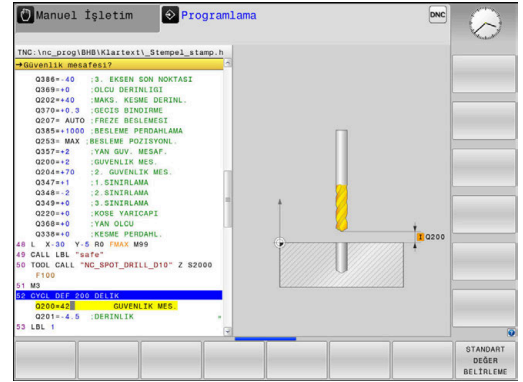 Manuel İşletim
Programlama
DNC
TNC:\nc_prog\BHB\Klartext\_Stempel_stamp.h
→Güvenlik mesafesi?
Q386=-40 ;3. EKSEN SON NOKTASI
Q369=+0 ;OLCU DERINLIGI
Q202=+40 ;MAKS. KESME DERINL.
Q370=+0.3 ;GECIS BINDIRME
Q207= AUTO ;FREZE BESLEMESI
Q385=+1000 ;BESLEME PERDAHLAMA
Q253= MAX ;BESLEME POZISYONL.
Q357=+2 ;YAN GUV. MESAF.
Q200=+2 ;GUVENLIK MES.
Q204=+70 ;2. GUVENLIK MES.
Q347=+1 ;1.SINIRLAMA
Q348=-2 ;2.SINIRLAMA
Q349=+0 ;3.SINIRLAMA
Q220=+0 ;KOSE YARICAPI
Q368=+0 ;YAN OLCU
Q338=+0 ;KESME PERDAHL.
48 L X-30 Y-5 R0 FMAX M99
49 CALL LBL "safe"
50 TOOL CALL "NC_SPOT_DRILL_D10" Z S2000
F100
51 M3
52 CYCL DEF 200 DELIK
Q200=42 GUVENLIK MES.
Q201=-4.5 ;DERINLIK
53 LBL 1
Q200
STANDART
DEĞER
BELİRLEME